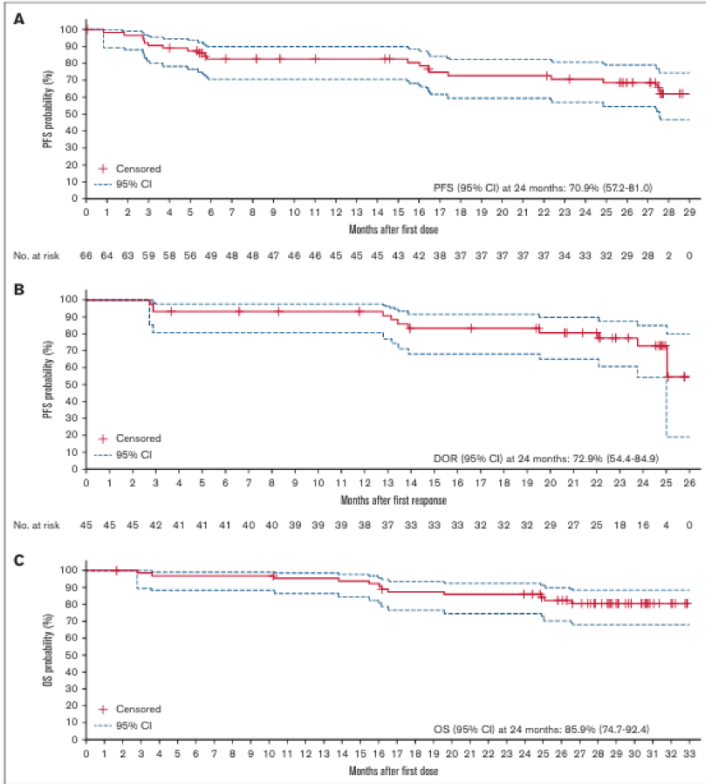 A
100
90
80
70
60
50
40
30
20
10
0
PFS probability (%)
Censored
95% CI
PFS (95% CI) at 24 months: 70.9% (57.2-81.0)
0 1 2 3 4 5 6 7 8 9 10 11 12 13 14 15 16 17 18 19 20 21 22 23 24 25 26 27 28 29
Months after first dose
No. at risk 66 64 63 59 58 56 49 48 48 47 46 46 45 45 45 43 42 38 37 37 37 37 37 34 33 32 29 28 2 0
B
100
90
80
70
60
50
40
30
20
10
0
PFS probability (%)
Censored
95% CI
DOR (95% CI) at 24 months: 72.9% (54.4-84.9)
0 1 2 3 4 5 6 7 8 9 10 11 12 13 14 15 16 17 18 19 20 21 22 23 24 25 26
Months after first response
No. at risk 45 45 45 42 41 41 41 40 40 39 39 39 38 37 33 33 33 32 32 32 29 27 25 18 16 4 0
C
100
90
80
70
60
50
40
30
20
10
0
OS probability (%)
Censored
95% CI
OS (95% CI) at 24 months: 85.9% (74.7-92.4)
0 1 2 3 4 5 6 7 8 9 10 11 12 13 14 15 16 17 18 19 20 21 22 23 24 25 26 27 28 29 30 31 32 33
Months after first dose